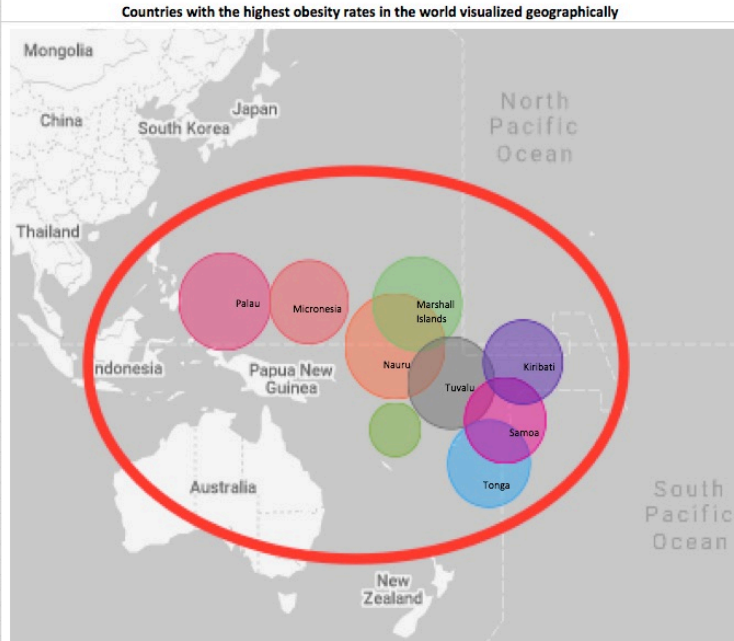 Countries with the highest obesity rates in the world visualized geographically
Mongolia
North
Pacific
Ocean
Japan
China
South Korea
Thailand
Palau
Micronesia
Marshall
Islands
ndonesia
Papua New
Guinea
Nauru
Kiribati
Tuvalu
Samoa
Tonga
Australia
South
Pacific
Ocean
New
Zealand